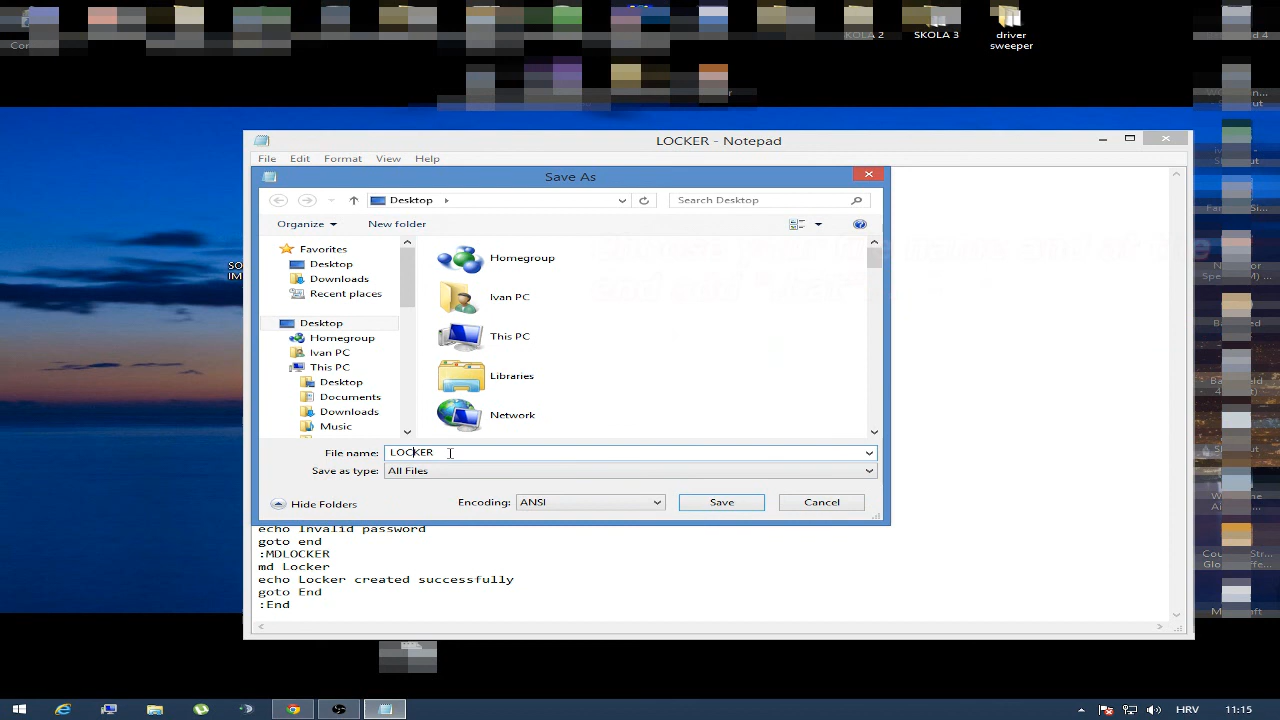 KOLA 2
SKOLA 3
driver
sweeper
LOCKER - Notepad
File Edit Format View Help
Save As
Desktop
Search Desktop
Organize
New folder
Favorites
Desktop
Downloads
Recent places
Desktop
Homegroup
Ivan PC
This PC
Desktop
Documents
Downloads
Music
Homegroup
Ivan PC
This PC
Libraries
Network
File name: LOCKER
Save as type: All Files
Hide Folders
Encoding: ANSI
Save
Cancel
echo Invalid password
goto end
:MDLOCKER
md Locker
echo Locker created successfully
goto End
:End
SO
IM
HRV
11:15